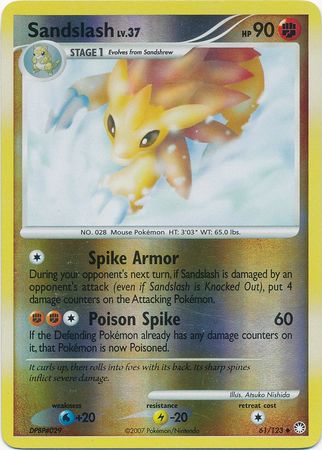 Sandslash LV.37 HP 90
STAGE 1 Evolves from Sandshrew
NO. 028 Mouse Pokémon HT: 3'03" WT: 65.0 lbs.
Spike Armor
During your opponent's next turn, if Sandslash is damaged by an
opponent's attack (even if Sandslash is Knocked Out), put 4
damage counters on the Attacking Pokémon.
Poison Spike 60
If the Defending Pokémon already has any damage counters on
it, that Pokémon is now Poisoned.
It curls up, then rolls into foes with its back. Its sharp spines
inflict severe damage.
Illus. Atsuko Nishida
weakness resistance retreat cost
+20 -20
DPBP#029 ©2007 Pokémon/Nintendo 61/123